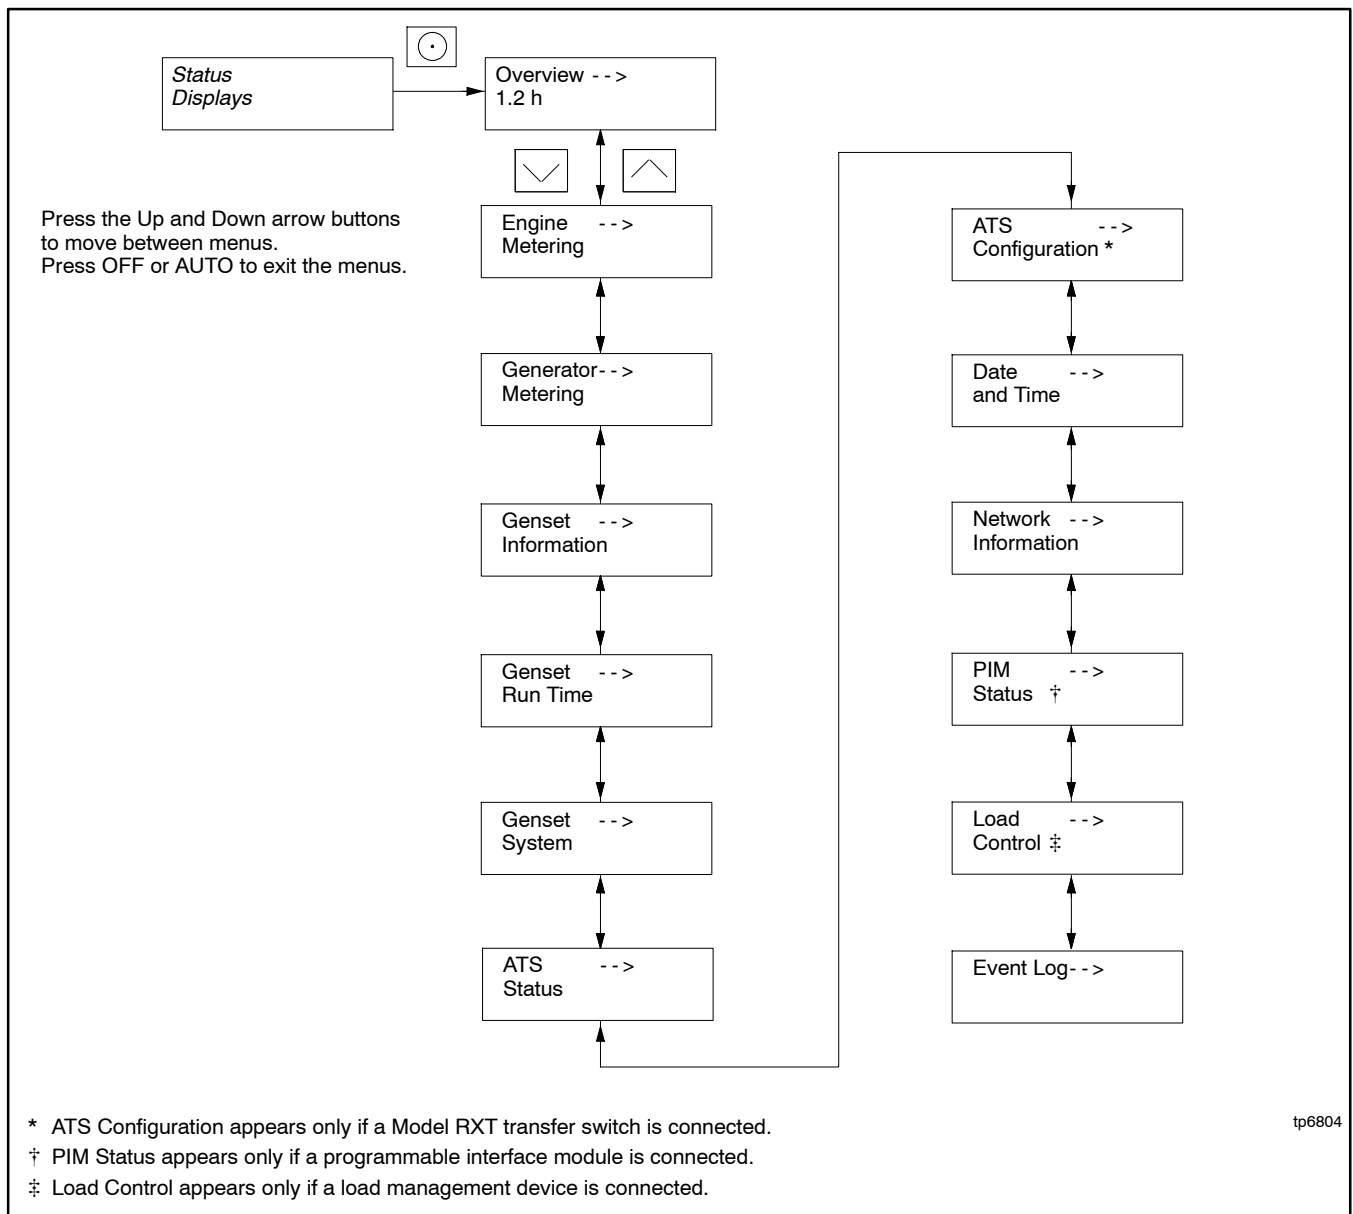 Status
Displays
Overview -->
1.2 h
Press the Up and Down arrow buttons
to move between menus.
Press OFF or AUTO to exit the menus.
Engine -->
Metering
Generator-->
Metering
Genset -->
Information
Genset -->
Run Time
Genset -->
System
ATS -->
Status
ATS -->
Configuration *
Date -->
and Time
Network -->
Information
PIM -->
Status †
Load -->
Control ‡
Event Log-->
* ATS Configuration appears only if a Model RXT transfer switch is connected.
† PIM Status appears only if a programmable interface module is connected.
‡ Load Control appears only if a load management device is connected.
tp6804